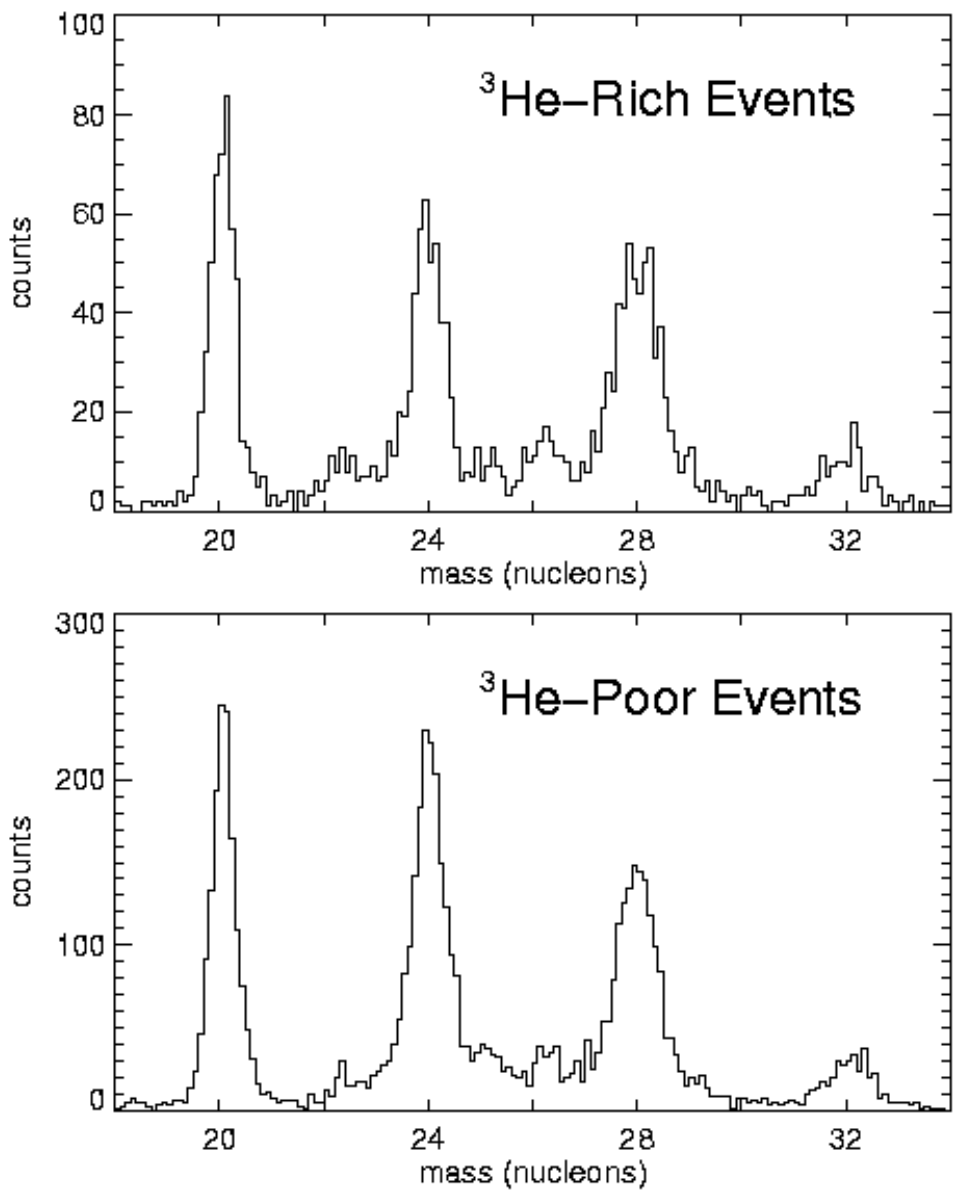 100
80
60
40
20
0
counts
³He–Rich Events
20 24 28 32
mass (nucleons)
300
200
100
0
counts
³He–Poor Events
20 24 28 32
mass (nucleons)